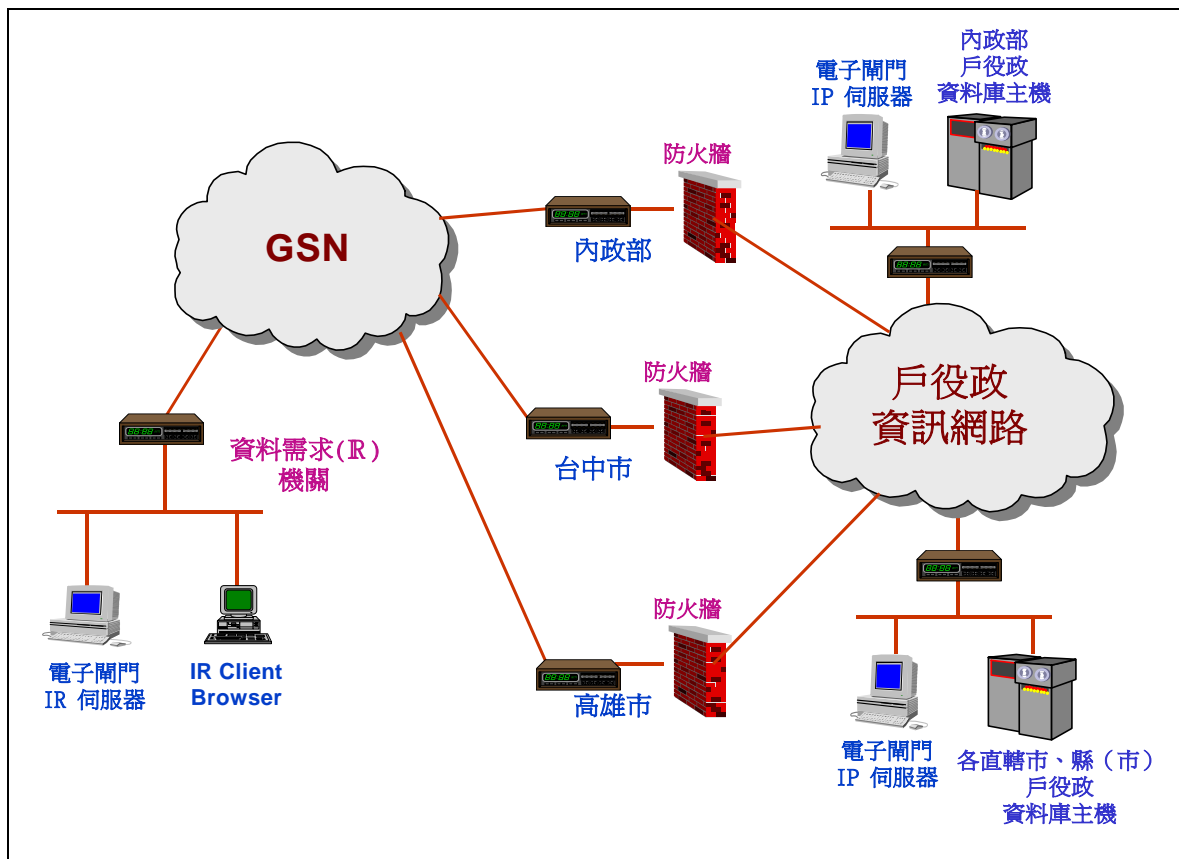 內政部
戶役政
資料庫主機
電子閘門
IP 伺服器
防火牆
GSN
內政部
防火牆
戶役政
資訊網路
台中市
資料需求(IR)
機關
防火牆
電子閘門
IR 伺服器
IR Client
Browser
高雄市
電子閘門
IP 伺服器
各直轄市、縣（市）
戶役政
資料庫主機